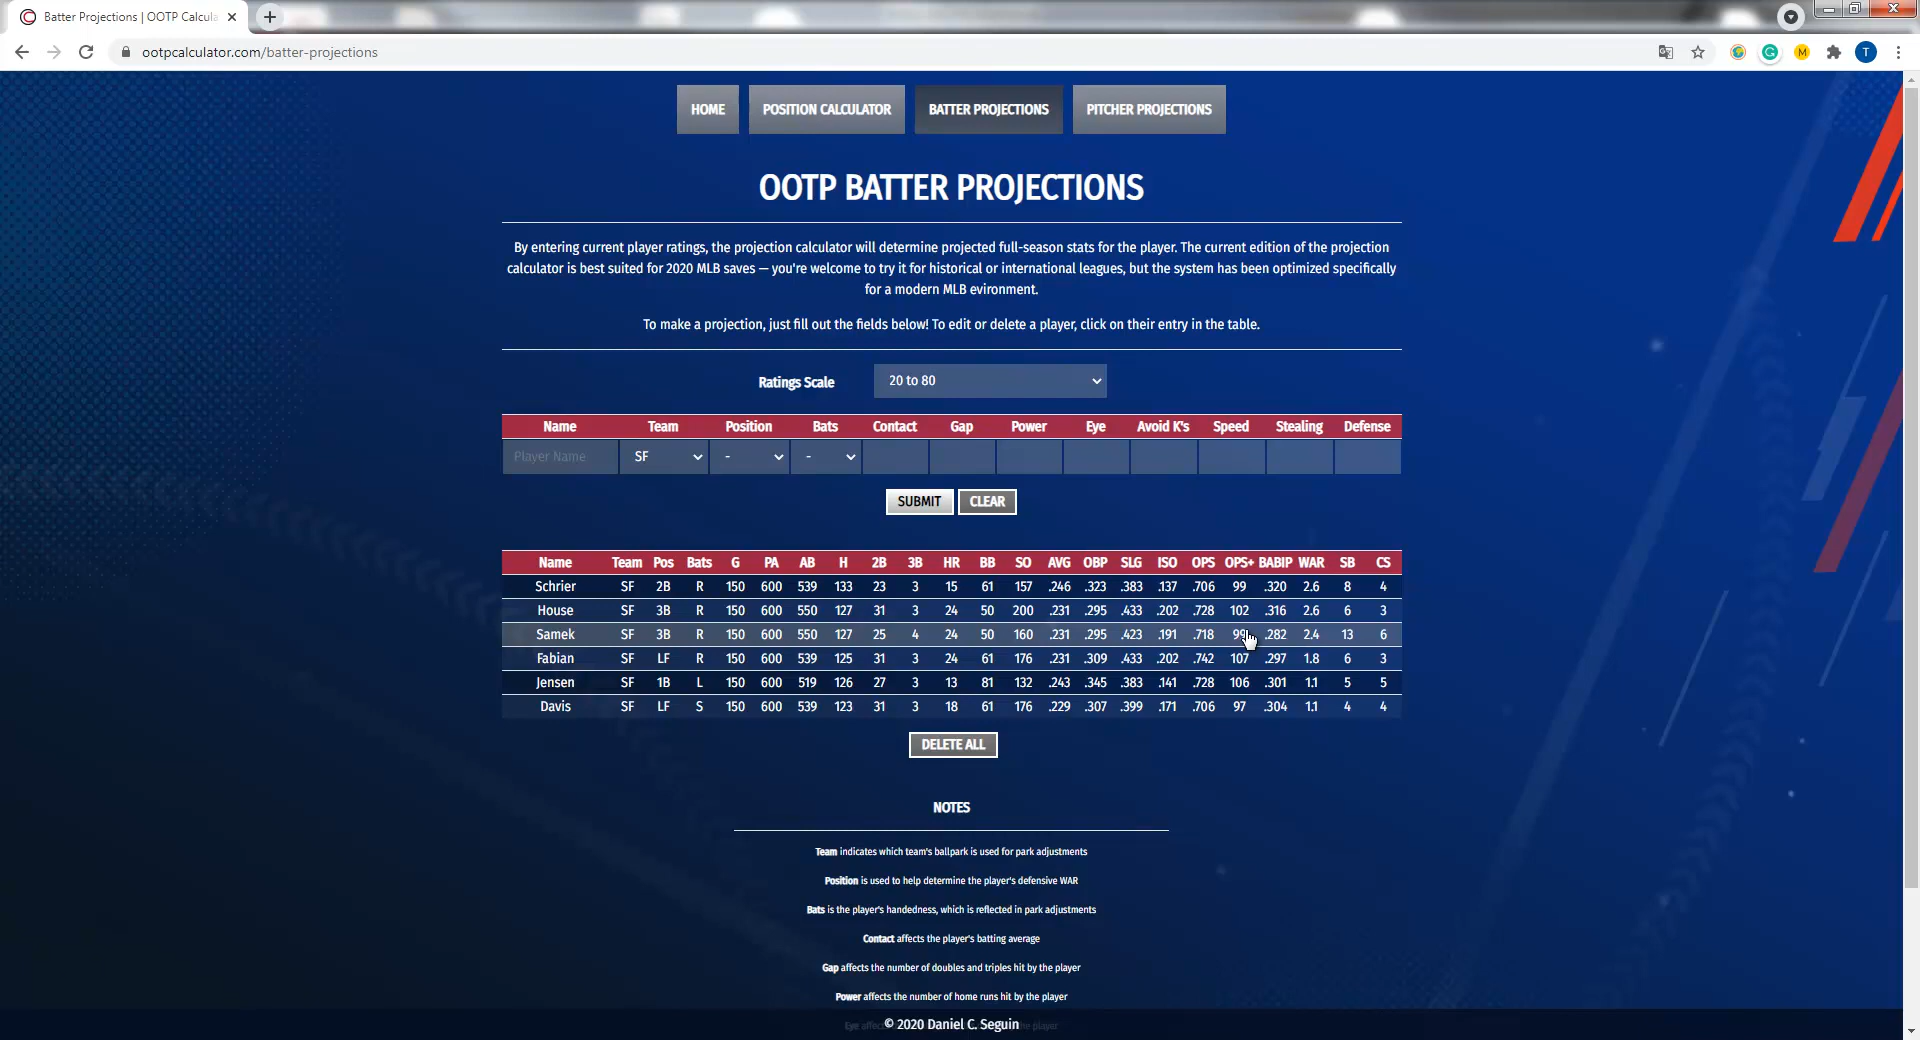 Batter Projections | OOTP Calcula
ootpcalculator.com/batter-projections
T
HOME POSITION CALCULATOR BATTER PROJECTIONS PITCHER PROJECTIONS
OOTP BATTER PROJECTIONS
By entering current player ratings, the projection calculator will determine projected full-season stats for the player. The current edition of the projection
calculator is best suited for 2020 MLB saves — you're welcome to try it for historical or international leagues, but the system has been optimized specifically
for a modern MLB evironment.
To make a projection, just fill out the fields below! To edit or delete a player, click on their entry in the table.
Ratings Scale 20 to 80
Name Team Position Bats Contact Gap Power Eye Avoid K's Speed Stealing Defense
Player Name SF - -
SUBMIT CLEAR
Name Team Pos Bats G PA AB H 2B 3B HR BB SO AVG OBP SLG ISO OPS OPS+ BABIP WAR SB CS
Schrier SF 2B R 150 600 539 133 23 3 15 61 157 .246 .323 .383 .137 .706 99 .320 2.6 8 4
House SF 3B R 150 600 550 127 31 3 24 50 200 .231 .295 .433 .202 .728 102 .316 2.6 6 3
Samek SF 3B R 150 600 550 127 25 4 24 50 160 .231 .295 .423 .191 .718 99 .282 2.4 13 6
Fabian SF LF R 150 600 539 125 31 3 24 61 176 .231 .309 .433 .202 .742 107 .297 1.8 6 3
Jensen SF 1B L 150 600 519 126 27 3 13 81 132 .243 .345 .383 .141 .728 106 .301 1.1 5 5
Davis SF LF S 150 600 539 123 31 3 18 61 176 .229 .307 .399 .171 .706 97 .304 1.1 4 4
DELETE ALL
NOTES
Team indicates which team's ballpark is used for park adjustments
Position is used to help determine the player's defensive WAR
Bats is the player's handedness, which is reflected in park adjustments
Contact affects the player's batting average
Gap affects the number of doubles and triples hit by the player
Power affects the number of home runs hit by the player
© 2020 Daniel C. Seguin